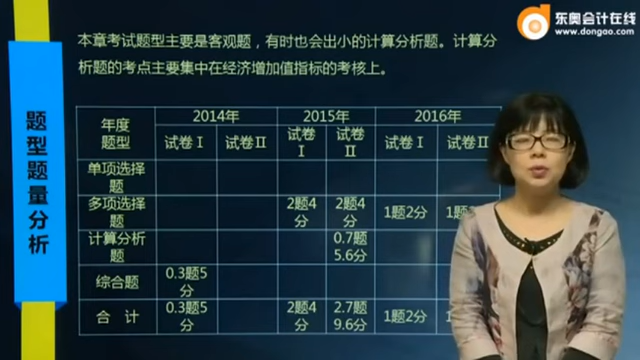 东奥会计在线
www.dongao.com
题型题量分析
本章考试题型主要是客观题，有时也会出小的计算分析题。计算分
析题的考点主要集中在经济增加值指标的考核上。
年度 2014年 2015年 2016年
题型 试卷Ⅰ 试卷Ⅱ 试卷Ⅰ 试卷Ⅱ 试卷Ⅰ 试卷Ⅱ
单项选择题
多项选择题 2题4分 2题4分 1题2分 1题
计算分析题 0.7题5.6分
综合题 0.3题5分
合 计 0.3题5分 2题4分 2.7题9.6分 1题2分